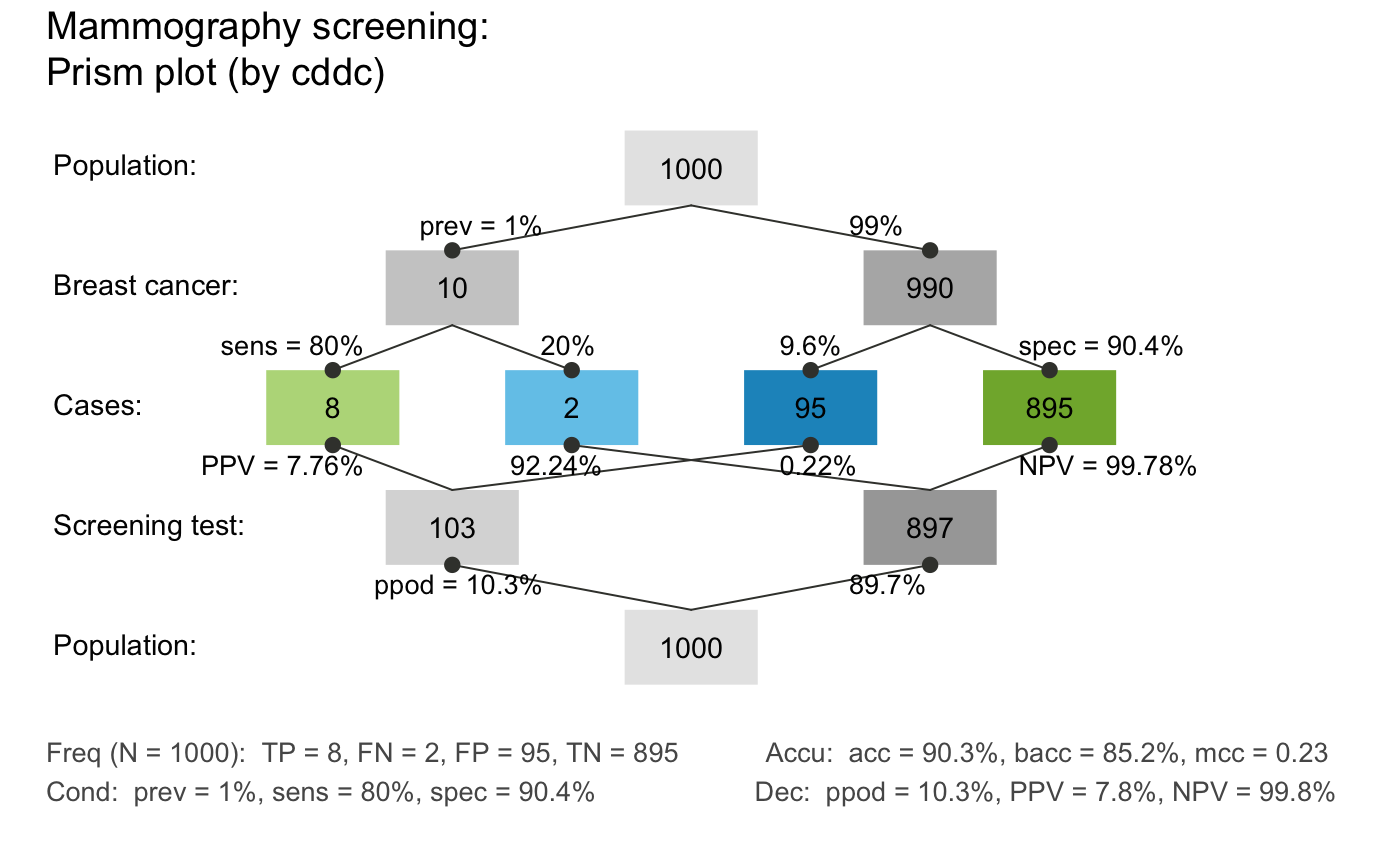 Mammography screening:
Prism plot (by cddc)
Population:
1000
prev = 1%
99%
Breast cancer:
10
990
sens = 80%
20%
9.6%
spec = 90.4%
Cases:
8
2
95
895
PPV = 7.76%
92.24%
0.22%
NPV = 99.78%
Screening test:
103
897
ppod = 10.3%
89.7%
Population:
1000
Freq (N = 1000):  TP = 8, FN = 2, FP = 95, TN = 895
Accu:  acc = 90.3%, bacc = 85.2%, mcc = 0.23
Cond:  prev = 1%, sens = 80%, spec = 90.4%
Dec:  ppod = 10.3%, PPV = 7.8%, NPV = 99.8%